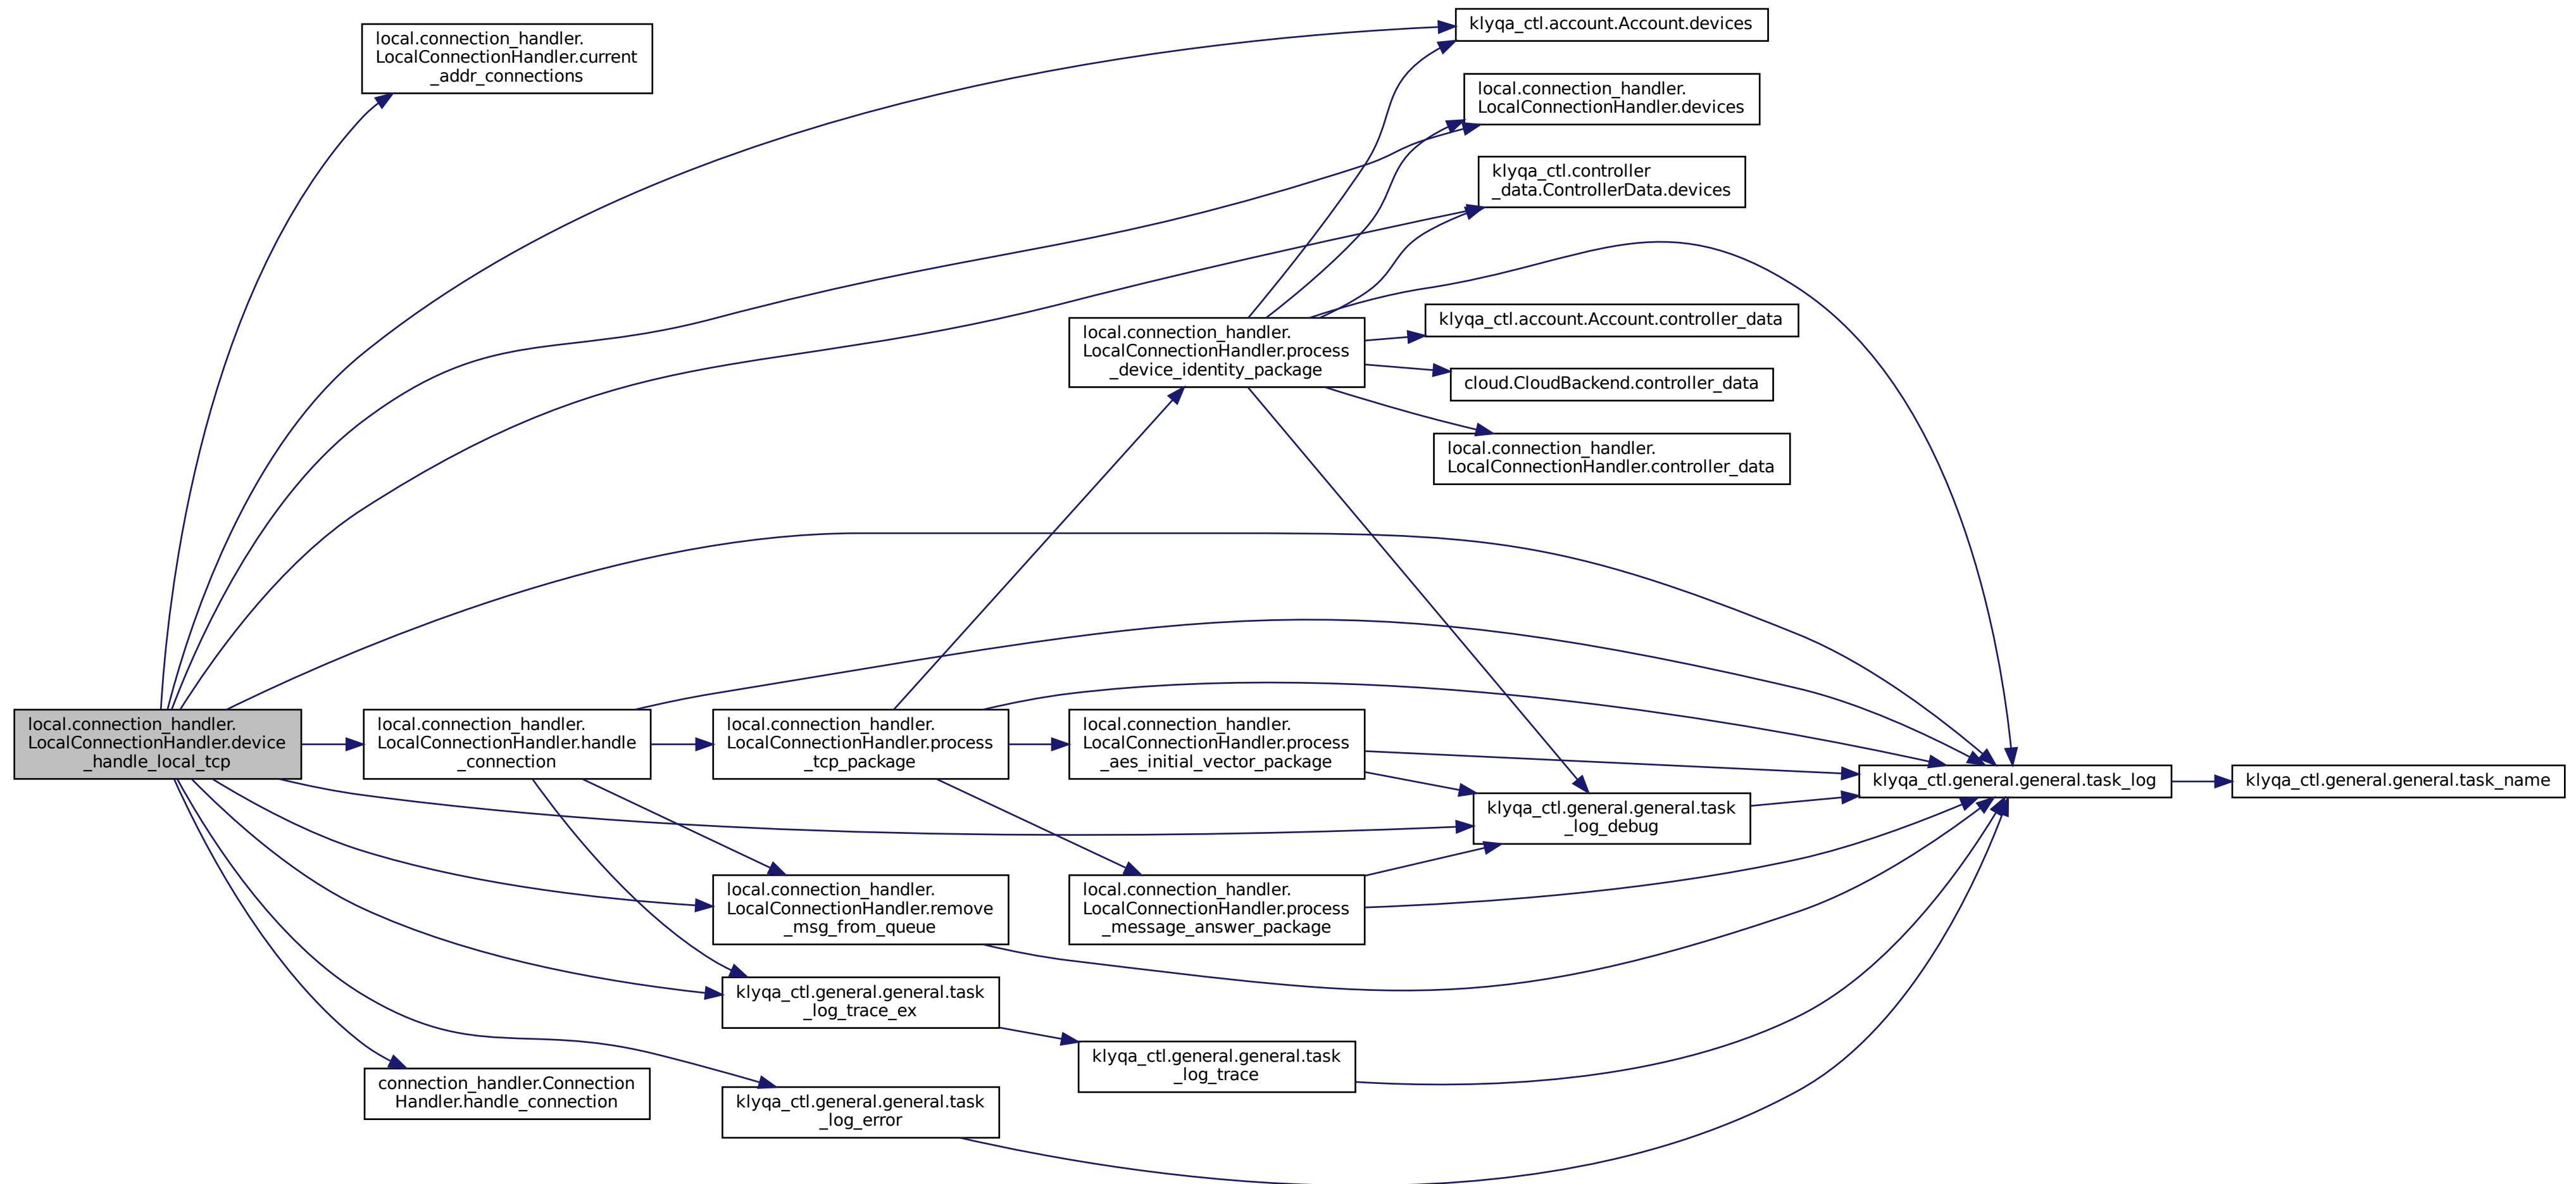 local.connection_handler.
LocalConnectionHandler.current
_addr_connections
klyqa_ctl.account.Account.devices
local.connection_handler.
LocalConnectionHandler.devices
klyqa_ctl.controller
_data.ControllerData.devices
klyqa_ctl.account.Account.controller_data
local.connection_handler.
LocalConnectionHandler.process
_device_identity_package
cloud.CloudBackend.controller_data
local.connection_handler.
LocalConnectionHandler.controller_data
local.connection_handler.
LocalConnectionHandler.device
_handle_local_tcp
local.connection_handler.
LocalConnectionHandler.handle
_connection
local.connection_handler.
LocalConnectionHandler.process
_tcp_package
local.connection_handler.
LocalConnectionHandler.process
_aes_initial_vector_package
klyqa_ctl.general.general.task_log
klyqa_ctl.general.general.task_name
klyqa_ctl.general.general.task
_log_debug
local.connection_handler.
LocalConnectionHandler.remove
_msg_from_queue
local.connection_handler.
LocalConnectionHandler.process
_message_answer_package
klyqa_ctl.general.general.task
_log_trace_ex
klyqa_ctl.general.general.task
_log_trace
connection_handler.Connection
Handler.handle_connection
klyqa_ctl.general.general.task
_log_error